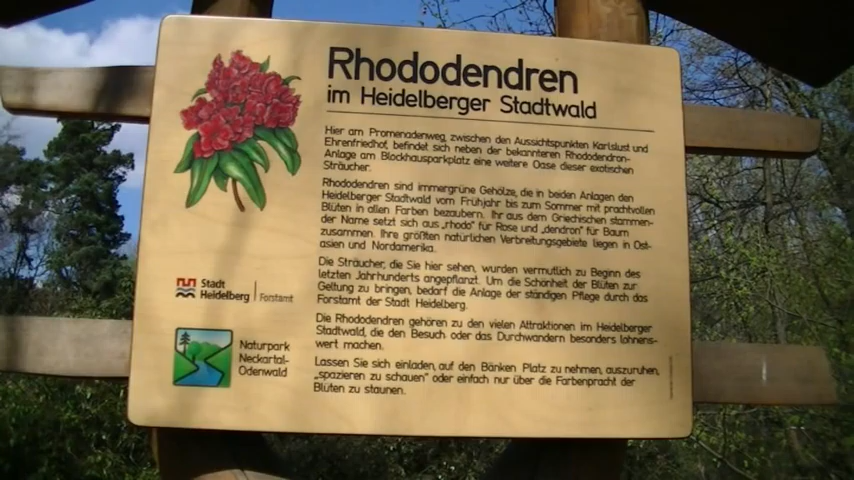 Rhododendren
im Heidelberger Stadtwald
Hier am Promenadenweg, zwischen den Aussichtspunkten Karlslust und
Ehrenfriedhof, befindet sich neben der bekannteren Rhododendron-
Anlage am Blockhausparkplatz eine weitere Oase dieser exotischen
Sträucher.
Rhododendren sind immergrüne Gehölze, die in beiden Anlagen den
Heidelberger Stadtwald vom Frühjahr bis zum Sommer mit prachtvollen
Blüten in allen Farben bezaubern. Ihr aus dem Griechischen stammen-
der Name setzt sich aus „rhodo" für Rose und „dendron" für Baum
zusammen. Ihre größten natürlichen Verbreitungsgebiete liegen in Ost-
asien und Nordamerika.
Die Sträucher, die Sie hier sehen, wurden vermutlich zu Beginn des
letzten Jahrhunderts angepflanzt. Um die Schönheit der Blüten zur
Geltung zu bringen, bedarf die Anlage der ständigen Pflege durch das
Forstamt der Stadt Heidelberg.
Die Rhododendren gehören zu den vielen Attraktionen im Heidelberger
Stadtwald, die den Besuch oder das Durchwandern besonders lohnens-
wert machen.
Lassen Sie sich einladen, auf den Bänken Platz zu nehmen, auszuruhen,
„spazieren zu schauen" oder einfach nur über die Farbenpracht der
Blüten zu staunen.
Stadt
Heidelberg
Forstamt
Naturpark
Neckartal-
Odenwald